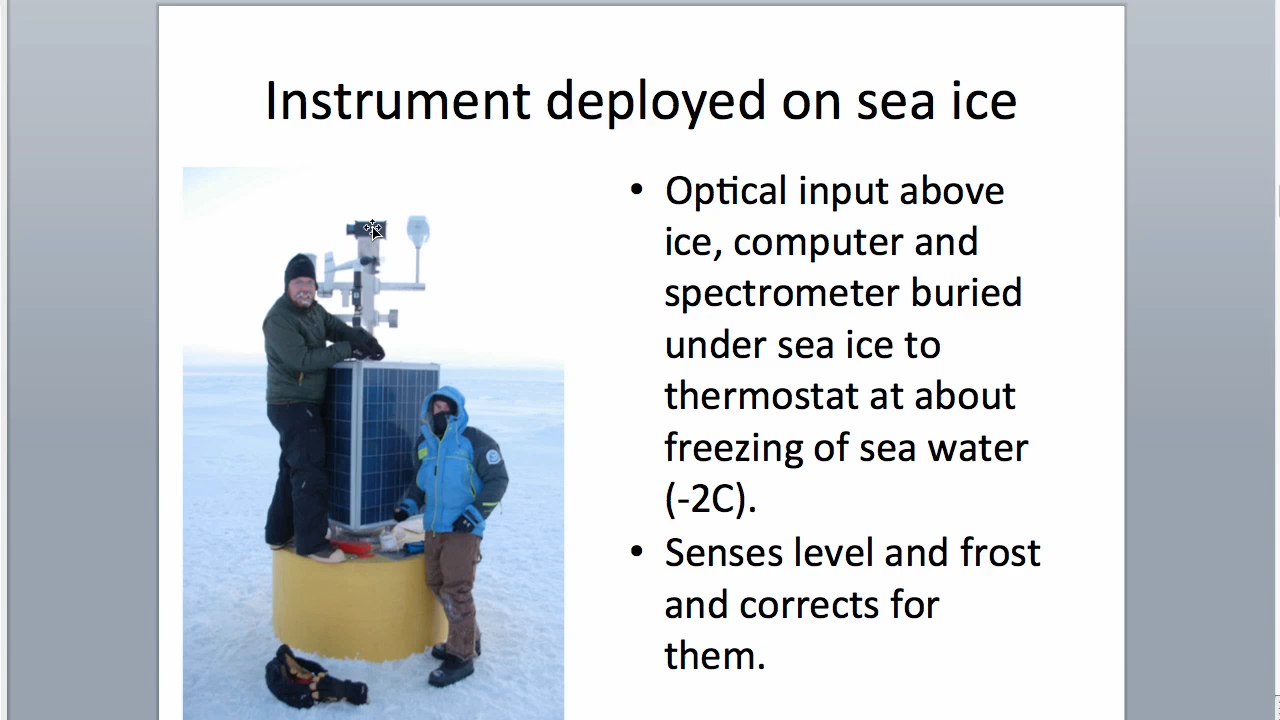 Instrument deployed on sea ice
• Optical input above
ice, computer and
spectrometer buried
under sea ice to
thermostat at about
freezing of sea water
(-2C).
• Senses level and frost
and corrects for
them.